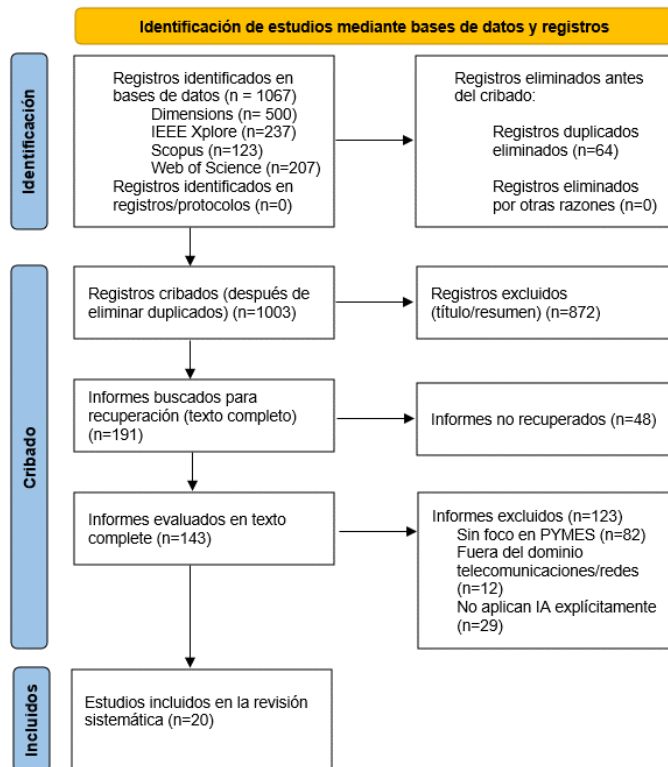 Identificación de estudios mediante bases de datos y registros
Identificación
Registros identificados en
bases de datos (n = 1067)
Dimensions (n= 500)
IEEE Xplore (n=237)
Scopus (n=123)
Web of Science (n=207)
Registros identificados en
registros/protocolos (n=0)
Registros eliminados antes
del cribado:
Registros duplicados
eliminados (n=64)
Registros eliminados
por otras razones (n=0)
Cribado
Registros cribados (después de
eliminar duplicados) (n=1003)
Registros excluidos
(título/resumen) (n=872)
Informes buscados para
recuperación (texto completo)
(n=191)
Informes no recuperados (n=48)
Informes evaluados en texto
complete (n=143)
Informes excluidos (n=123)
Sin foco en PYMES (n=82)
Fuera del dominio
telecomunicaciones/redes
(n=12)
No aplican IA explícitamente
(n=29)
Incluidos
Estudios incluidos en la revisión
sistemática (n=20)